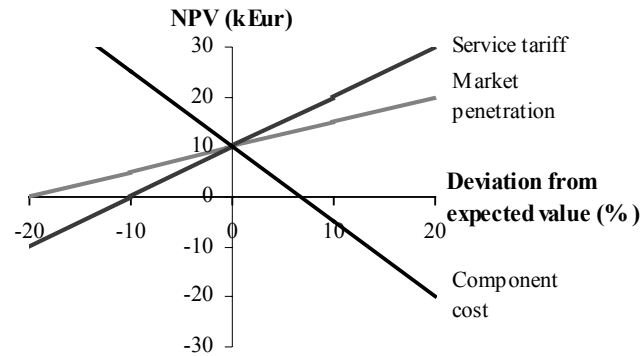 NPV (kEur)
30
20
10
0
-10
-20
-30
-20
-10
0
10
20
Service tariff
Market
penetration
Deviation from
expected value (%)
Component
cost